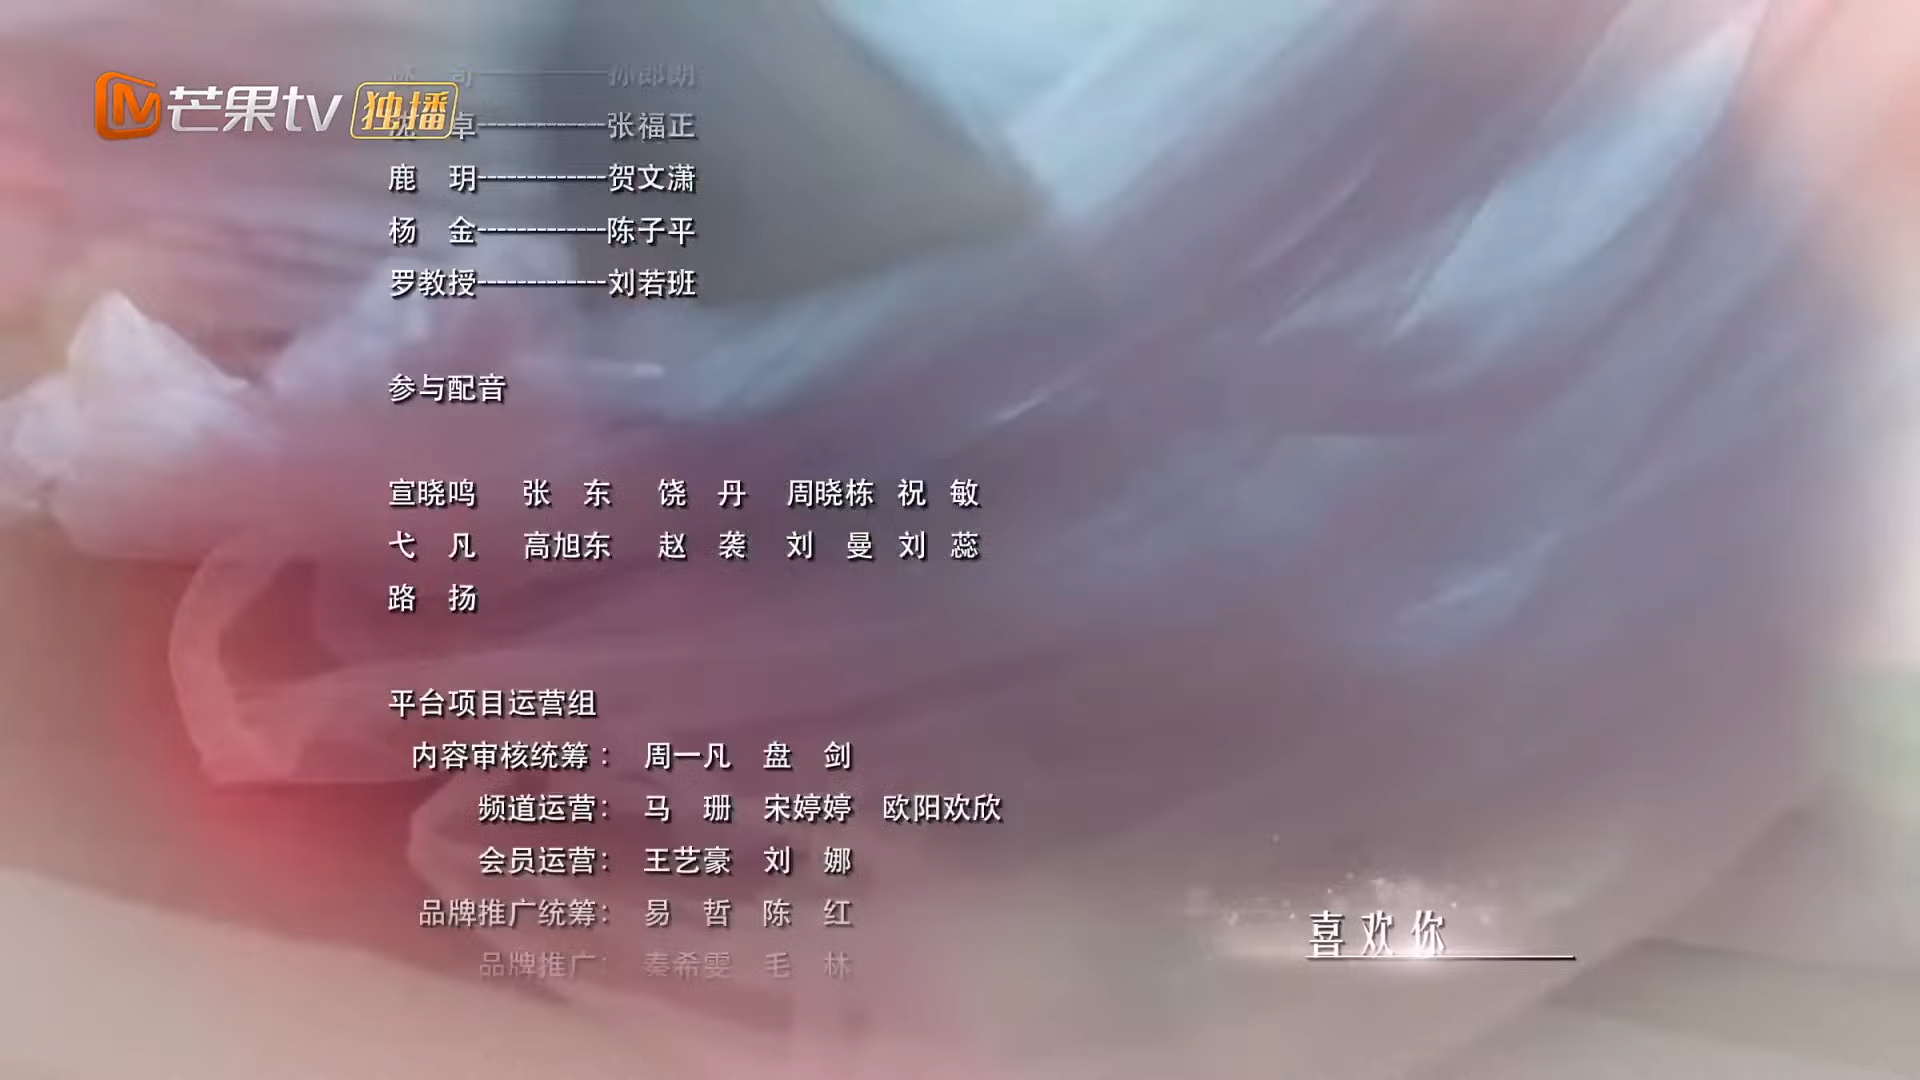 芒果tv 独播
卓------------张福正
鹿 玥------------贺文潇
杨 金------------陈子平
罗教授------------刘若班
参与配音
宣晓鸣 张 东 饶 丹 周晓栋 祝 敏
弋 凡 高旭东 赵 袭 刘 曼 刘 蕊
路 扬
平台项目运营组
内容审核统筹: 周一凡 盘 剑
频道运营: 马 珊 宋婷婷 欧阳欢欣
会员运营: 王艺豪 刘 娜
品牌推广统筹: 易 哲 陈 红
品牌推广: 秦希雯 毛 林
喜欢你